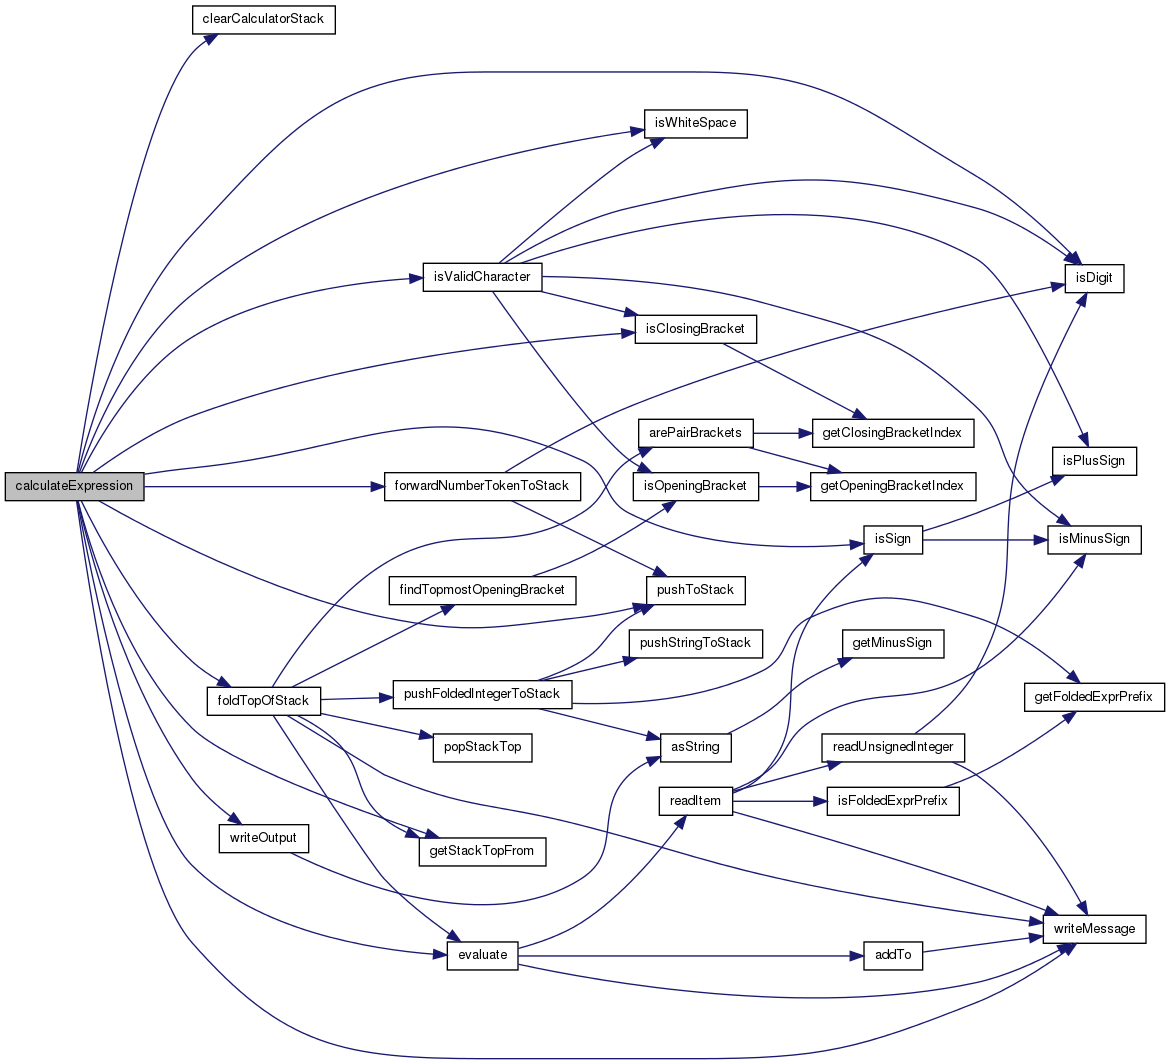 clearCalculatorStack
isWhiteSpace
isValidCharacter
isDigit
isClosingBracket
arePairBrackets
getClosingBracketIndex
isPlusSign
calculateExpression
forwardNumberTokenToStack
isOpeningBracket
getOpeningBracketIndex
isSign
isMinusSign
findTopmostOpeningBracket
pushToStack
pushStringToStack
getMinusSign
foldTopOfStack
pushFoldedIntegerToStack
getFoldedExprPrefix
popStackTop
asString
readUnsignedInteger
readItem
isFoldedExprPrefix
writeOutput
getStackTopFrom
writeMessage
evaluate
addTo